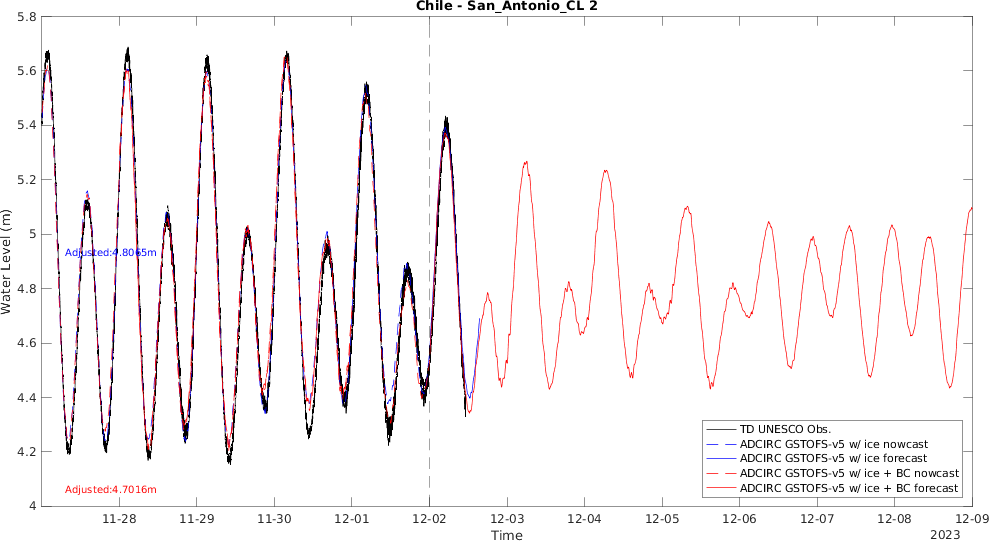 Chile - San_Antonio_CL 2
5.8
5.6
5.4
5.2
5
4.8
4.6
4.4
4.2
4
Water Level (m)
Adjusted:4.8065m
Adjusted:4.7016m
TD UNESCO Obs.
ADCIRC GSTOFS-v5 w/ ice nowcast
ADCIRC GSTOFS-v5 w/ ice forecast
ADCIRC GSTOFS-v5 w/ ice + BC nowcast
ADCIRC GSTOFS-v5 w/ ice + BC forecast
11-28 11-29 11-30 12-01 12-02 12-03 12-04 12-05 12-06 12-07 12-08 12-09
Time
2023